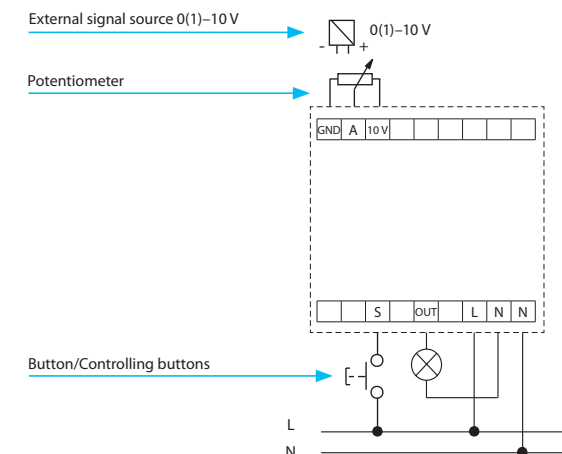 External signal source 0(1)–10 V
0(1)–10 V
- +
Potentiometer
GND A 10 V
S OUT L N N
Button/Controlling buttons
L
N